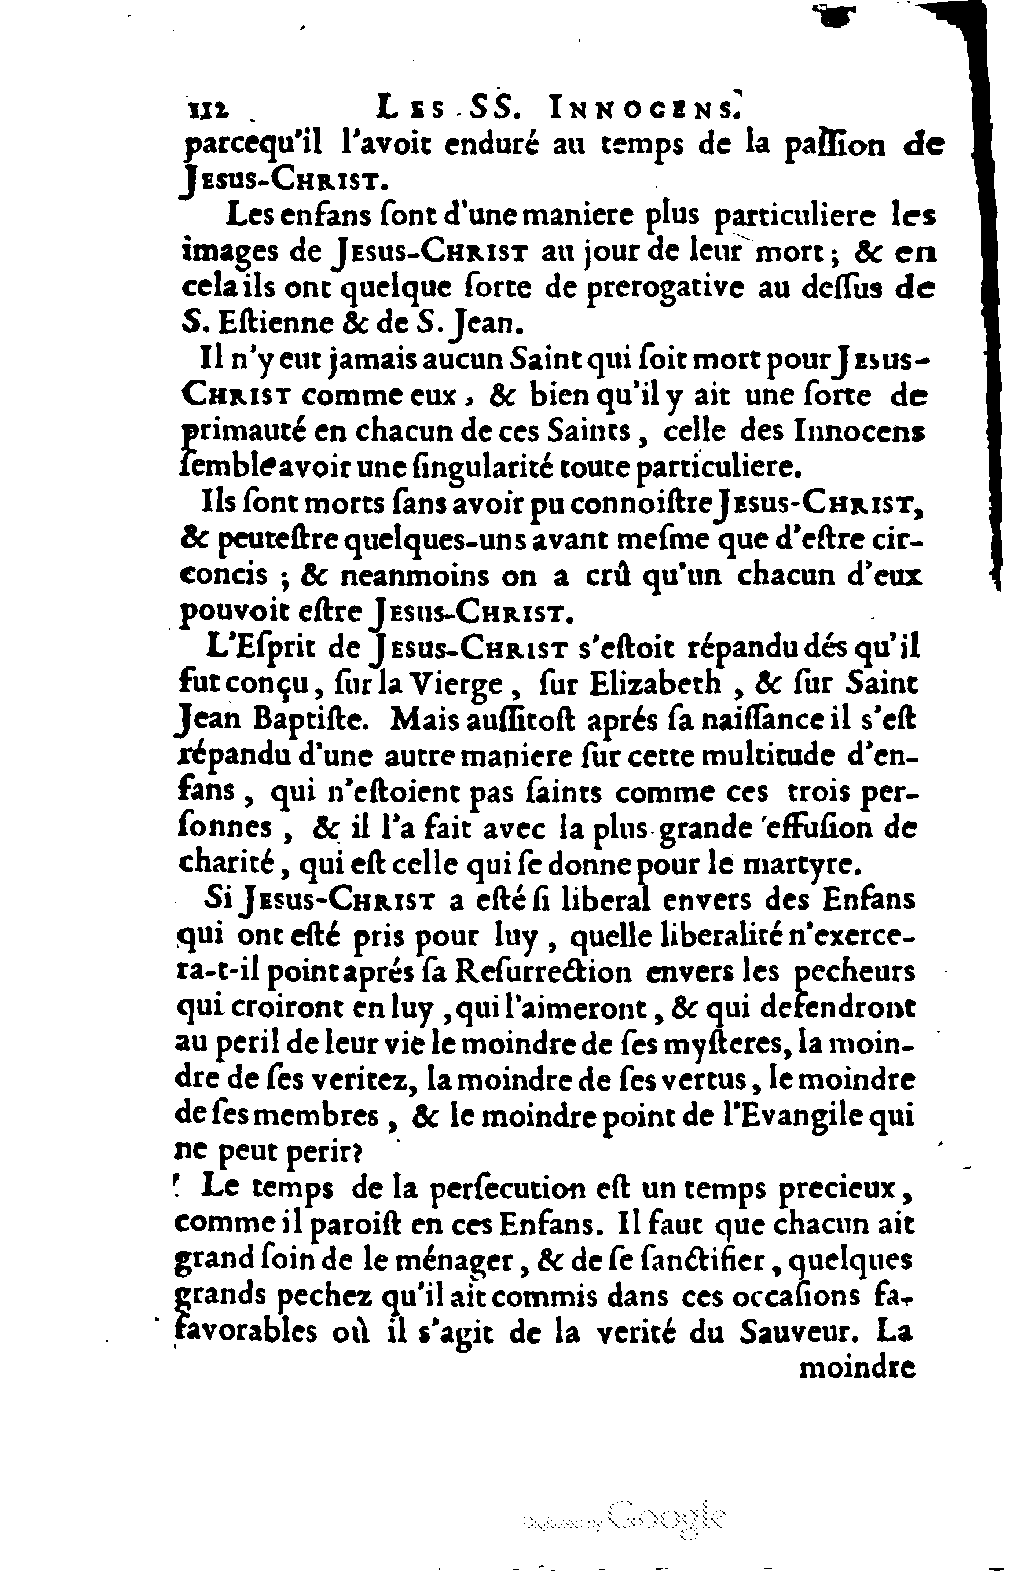 112 LES SS. INNOCENS.
parcequ'il l'avoit enduré au temps de la paſſion de
JESUS-CHRIST.
Les enfans ſont d'une maniere plus particuliere les
images de JESUS-CHRIST au jour de leur mort ; & en
cela ils ont quelque ſorte de prerogative au deſſus de
S. Eſtienne & de S. Jean.
Il n'y eut jamais aucun Saint qui ſoit mort pour JESUS-
CHRIST comme eux, & bien qu'il y ait une ſorte de
primauté en chacun de ces Saints, celle des Innocens
ſemble avoir une ſingularité toute particuliere.
Ils ſont morts ſans avoir pu connoiſtre JESUS-CHRIST,
& peuteſtre quelques-uns avant meſme que d'eſtre cir-
concis ; & neanmoins on a crû qu'un chacun d'eux
pouvoit eſtre JESUS-CHRIST.
L'Eſprit de JESUS-CHRIST s'eſtoit répandu dés qu'il
fut conçu, ſur la Vierge, ſur Elizabeth, & ſur Saint
Jean Baptiſte. Mais auſſitoſt aprés ſa naiſſance il s'eſt
répandu d'une autre maniere ſur cette multitude d'en-
fans, qui n'eſtoient pas ſaints comme ces trois per-
ſonnes, & il l'a fait avec la plus grande effuſion de
charité, qui eſt celle qui ſe donne pour le martyre.
Si JESUS-CHRIST a eſté ſi liberal envers des Enfans
qui ont eſté pris pour luy, quelle liberalité n'exerce-
ra-t-il point aprés ſa Reſurrection envers les pecheurs
qui croiront en luy, qui l'aimeront, & qui defendront
au peril de leur vie le moindre de ſes myſteres, la moin-
dre de ſes veritez, la moindre de ſes vertus, le moindre
de ſes membres, & le moindre point de l'Evangile qui
ne peut perir?
Le temps de la perſecution eſt un temps precieux,
comme il paroiſt en ces Enfans. Il faut que chacun ait
grand ſoin de le ménager, & de ſe ſanctifier, quelques
grands pechez qu'il ait commis dans ces occaſions fa-
favorables où il s'agit de la verité du Sauveur. La
moindre
Digitized by Google